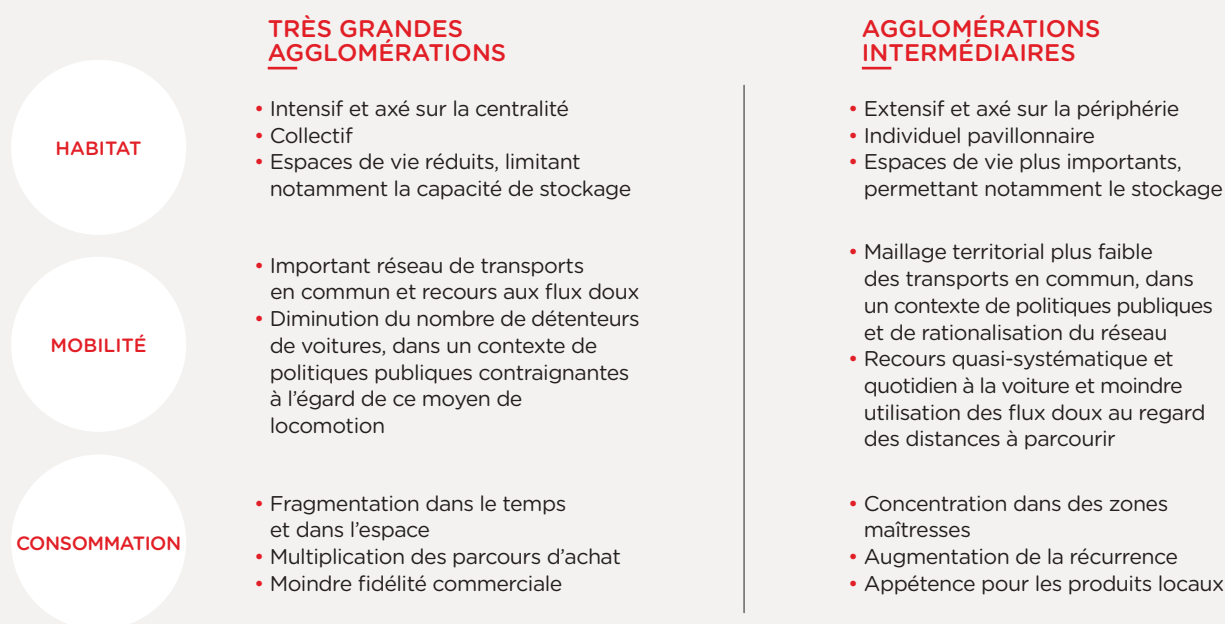 TRÈS GRANDES
AGGLOMÉRATIONS
AGGLOMÉRATIONS
INTERMÉDIAIRES
HABITAT
• Intensif et axé sur la centralité
• Collectif
• Espaces de vie réduits, limitant
notamment la capacité de stockage
• Extensif et axé sur la périphérie
• Individuel pavillonnaire
• Espaces de vie plus importants,
permettant notamment le stockage
MOBILITÉ
• Important réseau de transports
en commun et recours aux flux doux
• Diminution du nombre de détenteurs
de voitures, dans un contexte de
politiques publiques contraignantes
à l’égard de ce moyen de
locomotion
• Maillage territorial plus faible
des transports en commun, dans
un contexte de politiques publiques
et de rationalisation du réseau
• Recours quasi-systématique et
quotidien à la voiture et moindre
utilisation des flux doux au regard
des distances à parcourir
CONSOMMATION
• Fragmentation dans le temps
et dans l’espace
• Multiplication des parcours d’achat
• Moindre fidélité commerciale
• Concentration dans des zones
maîtresses
• Augmentation de la récurrence
• Appétence pour les produits locaux